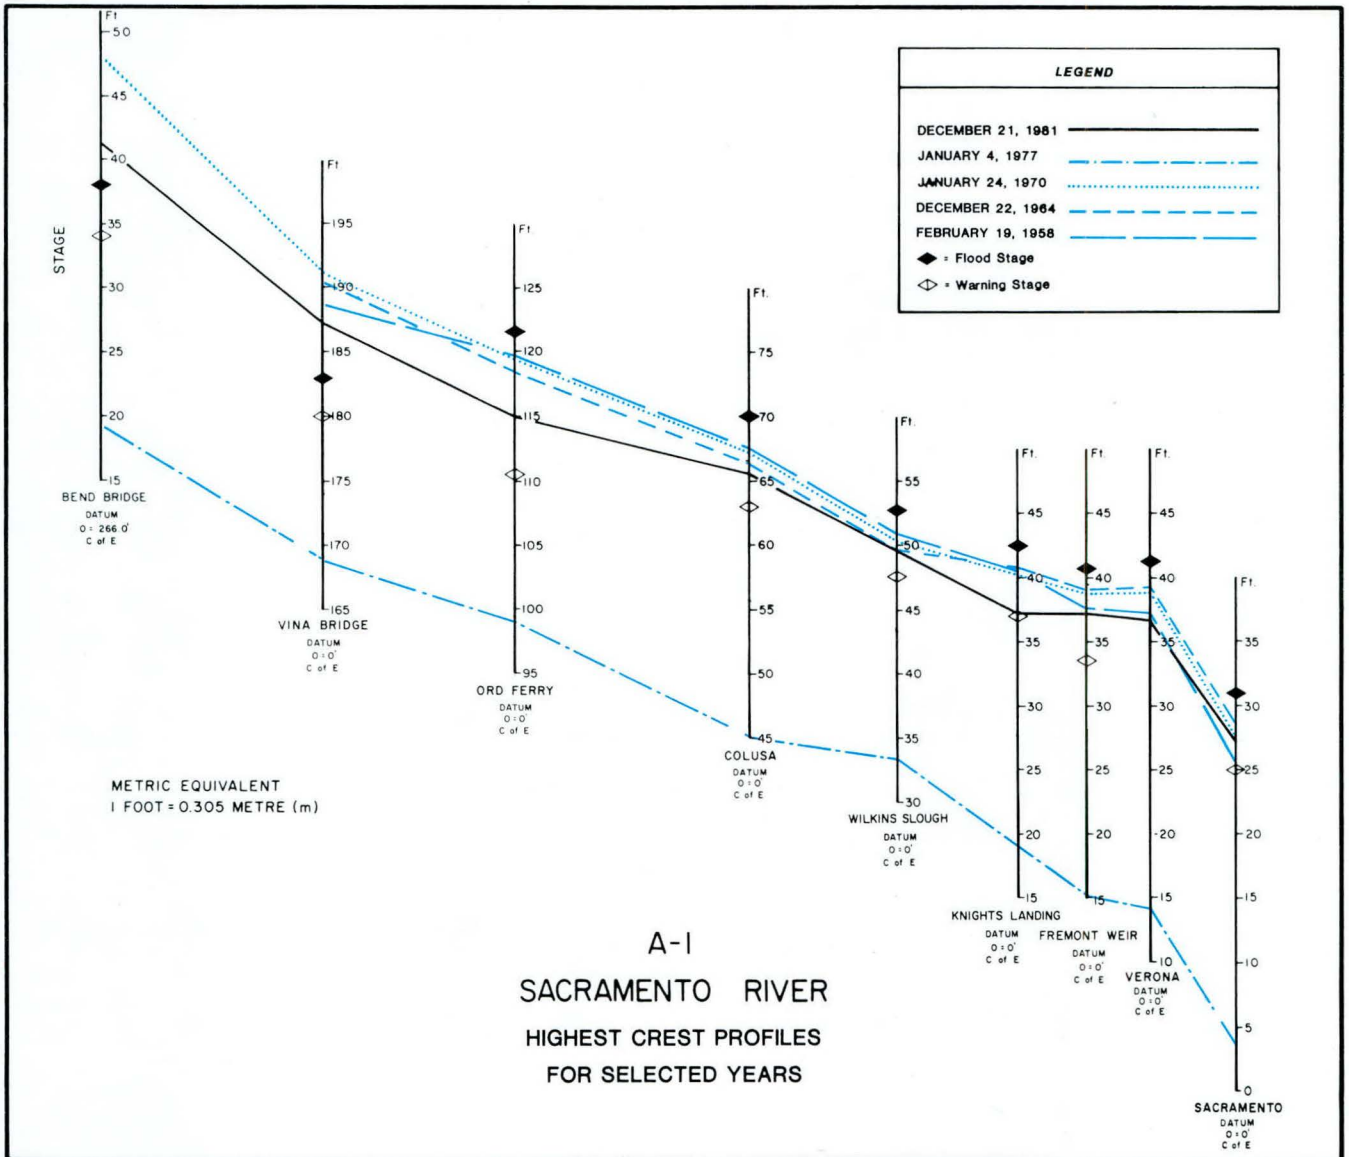 Ft
50
45
40
35
30
25
20
15
STAGE
BEND BRIDGE
DATUM
0 = 266.0'
C of E
Ft
195
190
185
180
175
170
165
VINA BRIDGE
DATUM
0=0'
C of E
Ft.
125
120
115
110
105
100
95
ORD FERRY
DATUM
0=0'
C of E
Ft.
75
70
65
60
55
50
45
COLUSA
DATUM
0=0'
C of E
Ft.
55
50
45
40
35
30
WILKINS SLOUGH
DATUM
0=0'
C of E
Ft.
45
40
35
30
25
20
15
KNIGHTS LANDING
DATUM
0=0'
C of E
Ft.
45
40
35
30
25
20
15
FREMONT WEIR
DATUM
0=0'
C of E
Ft.
45
40
35
30
25
20
15
10
VERONA
DATUM
0=0'
C of E
Ft.
35
30
25
20
15
10
5
0
SACRAMENTO
DATUM
0=0'
C of E
LEGEND
DECEMBER 21, 1981
JANUARY 4, 1977
JANUARY 24, 1970
DECEMBER 22, 1964
FEBRUARY 19, 1958
= Flood Stage
= Warning Stage
METRIC EQUIVALENT
1 FOOT = 0.305 METRE (m)
A-1
SACRAMENTO RIVER
HIGHEST CREST PROFILES
FOR SELECTED YEARS